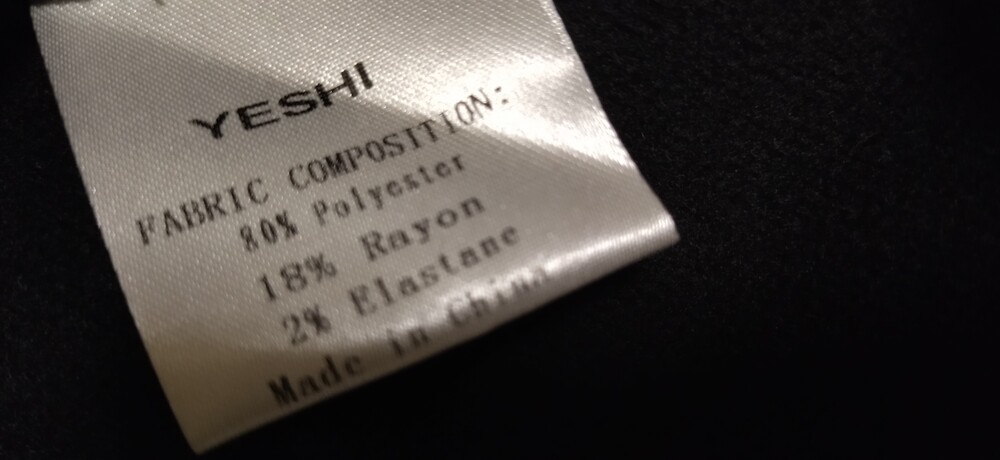 YESHI
FABRIC COMPOSITION:
80% Polyester
18% Rayon
2% Elastane
Made in China